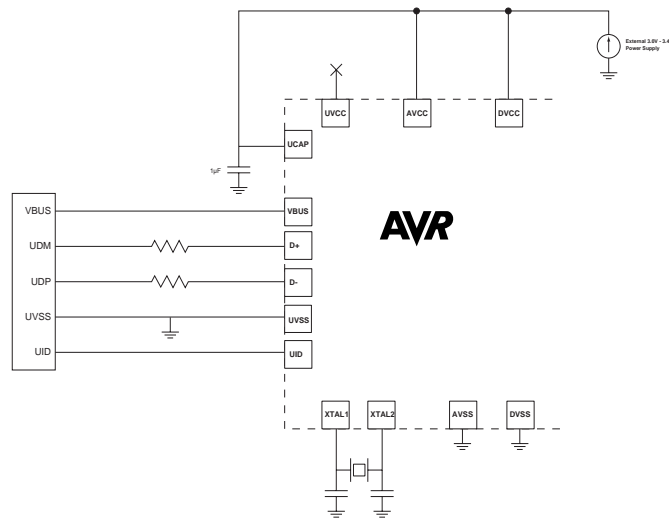 External 3.0V - 3.4
Power Supply
UVCC
AVCC
DVCC
UCAP
1µF
VBUS
VBUS
AVR
UDM
D+
UDP
D-
UVSS
UVSS
UID
UID
XTAL1
XTAL2
AVSS
DVSS